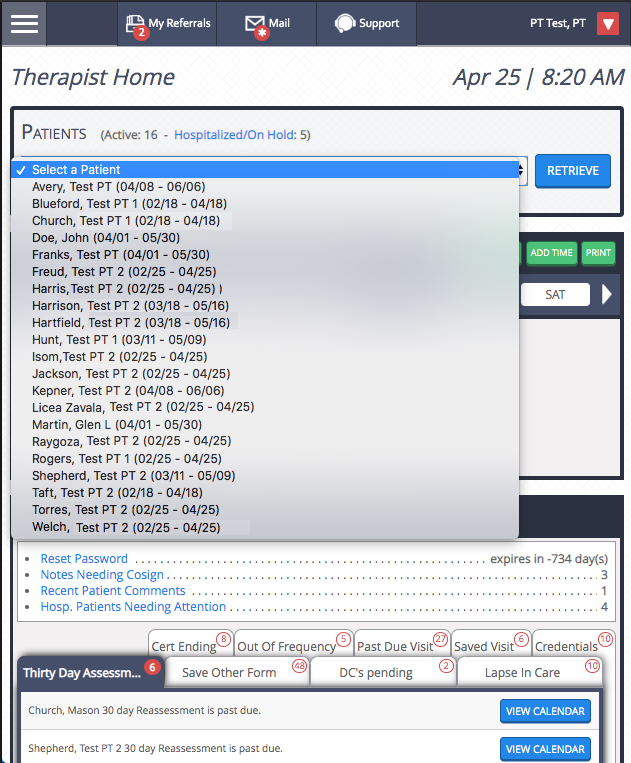 My Referrals
2
Mail
*
Support
PT Test, PT
Therapist Home
Apr 25 | 8:20 AM
PATIENTS (Active: 16 - Hospitalized/On Hold: 5)
✓ Select a Patient
RETRIEVE
Avery, Test PT (04/08 - 06/06)
Blueford, Test PT 1 (02/18 - 04/18)
Church, Test PT 1 (02/18 - 04/18)
Doe, John (04/01 - 05/30)
Franks, Test PT (04/01 - 05/30)
Freud, Test PT 2 (02/25 - 04/25)
Harris,Test PT 2 (02/25 - 04/25) )
Harrison, Test PT 2 (03/18 - 05/16)
Hartfield, Test PT 2 (03/18 - 05/16)
Hunt, Test PT 1 (03/11 - 05/09)
Isom,Test PT 2 (02/25 - 04/25)
Jackson, Test PT 2 (02/25 - 04/25)
Kepner, Test PT 2 (04/08 - 06/06)
Licea Zavala, Test PT 2 (02/25 - 04/25)
Martin, Glen L (04/01 - 05/30)
Raygoza, Test PT 2 (02/25 - 04/25)
Rogers, Test PT 1 (02/25 - 04/25)
Shepherd, Test PT 2 (03/11 - 05/09)
Taft, Test PT 2 (02/18 - 04/18)
Torres, Test PT 2 (02/25 - 04/25)
Welch, Test PT 2 (02/25 - 04/25)
ADD TIME
PRINT
SAT
Reset Password . . . . . . . . . . expires in -734 day(s)
Notes Needing Cosign . . . . . . . . . . 3
Recent Patient Comments . . . . . . . . . . 1
Hosp. Patients Needing Attention . . . . . . . . . . 4
Cert Ending 8
Out Of Frequency 5
Past Due Visit 27
Saved Visit 6
Credentials 10
Thirty Day Assessm... 6
Save Other Form 48
DC's pending 2
Lapse In Care 10
Church, Mason 30 day Reassessment is past due.
VIEW CALENDAR
Shepherd, Test PT 2 30 day Reassessment is past due.
VIEW CALENDAR